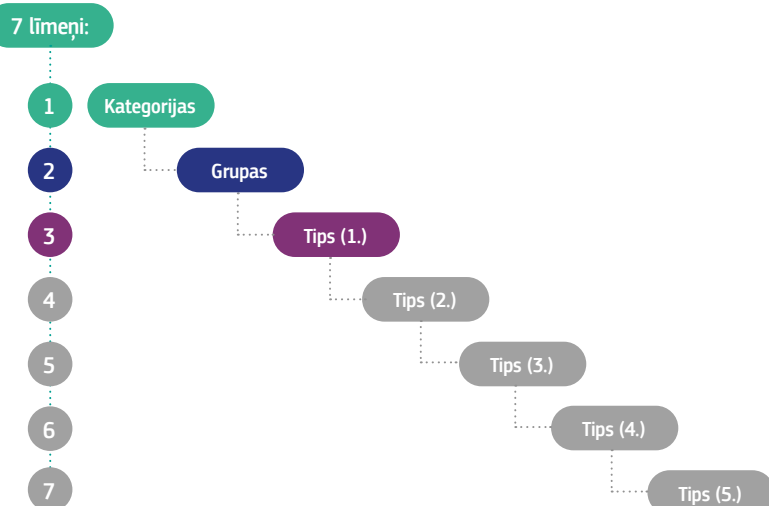 7 līmeņi:
1 Kategorijas
2 Grupas
3 Tips (1.)
4 Tips (2.)
5 Tips (3.)
6 Tips (4.)
7 Tips (5.)